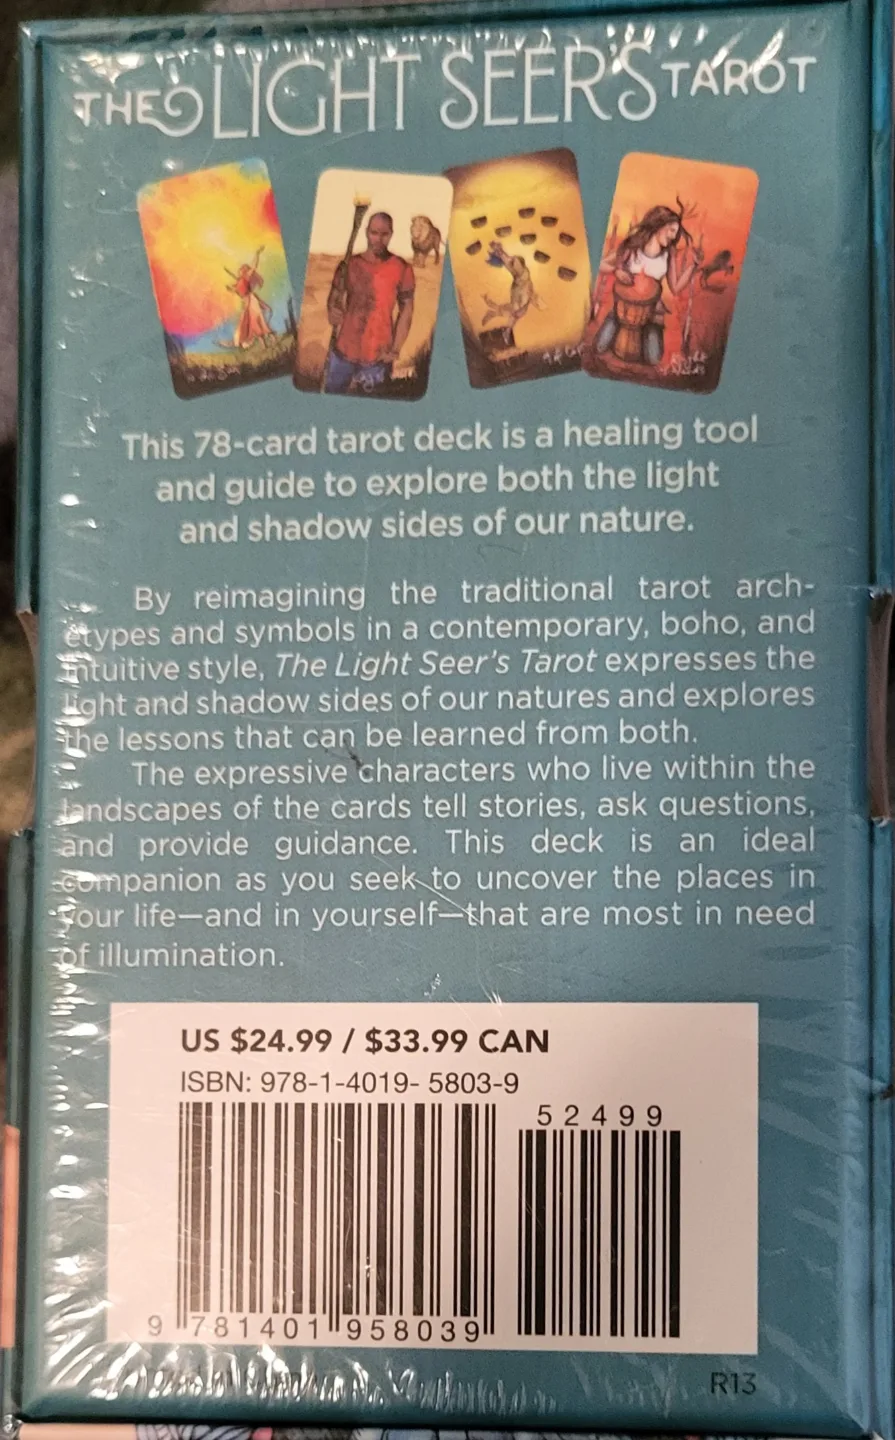 THE LIGHT SEER'S TAROT
This 78-card tarot deck is a healing tool
and guide to explore both the light
and shadow sides of our nature.
By reimagining the traditional tarot arch-
etypes and symbols in a contemporary, boho, and
intuitive style, The Light Seer's Tarot expresses the
light and shadow sides of our natures and explores
the lessons that can be learned from both.
The expressive characters who live within the
landscapes of the cards tell stories, ask questions,
and provide guidance. This deck is an ideal
companion as you seek to uncover the places in
your life—and in yourself—that are most in need
of illumination.
US $24.99 / $33.99 CAN
ISBN: 978-1-4019- 5803-9
52499
9 781401 958039
R13